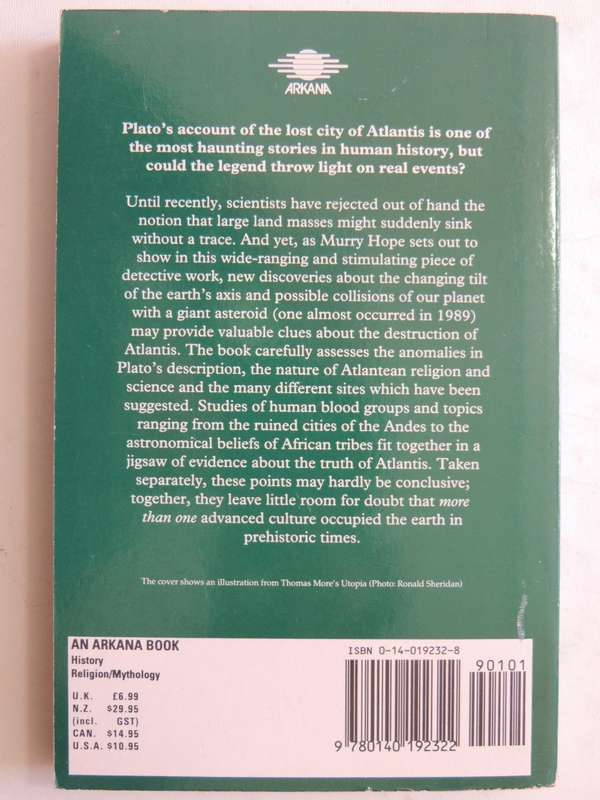 ARKANA
Plato's account of the lost city of Atlantis is one of
the most haunting stories in human history, but
could the legend throw light on real events?
Until recently, scientists have rejected out of hand the
notion that large land masses might suddenly sink
without a trace. And yet, as Murry Hope sets out to
show in this wide-ranging and stimulating piece of
detective work, new discoveries about the changing tilt
of the earth's axis and possible collisions of our planet
with a giant asteroid (one almost occurred in 1989)
may provide valuable clues about the destruction of
Atlantis. The book carefully assesses the anomalies in
Plato's description, the nature of Atlantean religion and
science and the many different sites which have been
suggested. Studies of human blood groups and topics
ranging from the ruined cities of the Andes to the
astronomical beliefs of African tribes fit together in a
jigsaw of evidence about the truth of Atlantis. Taken
separately, these points may hardly be conclusive;
together, they leave little room for doubt that more
than one advanced culture occupied the earth in
prehistoric times.
The cover shows an illustration from Thomas More's Utopia (Photo: Ronald Sheridan)
AN ARKANA BOOK
History
Religion/Mythology
U.K. £6.99
N.Z. $29.95
(incl. GST)
CAN. $14.95
U.S.A. $10.95
ISBN 0-14-019232-8
90101
9 780140 192322